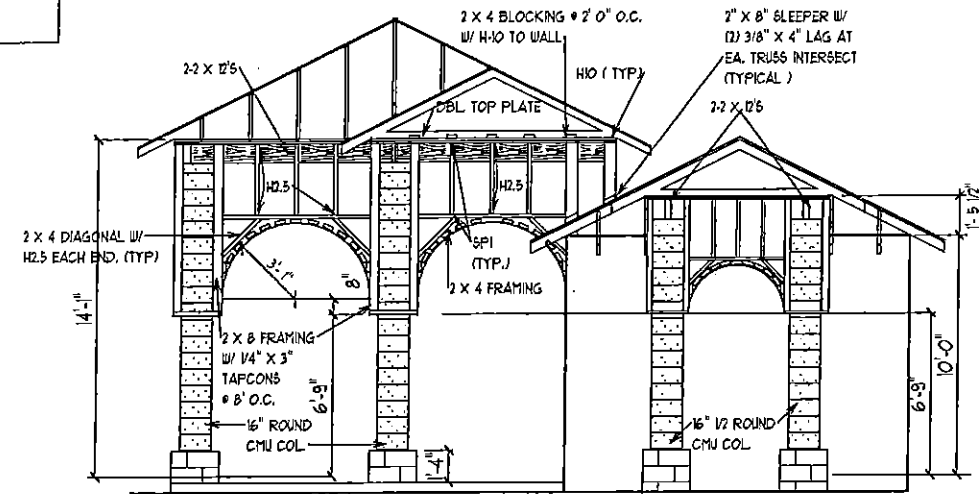 2 X 4 BLOCKING @ 2' 0" O.C.
W/ H-10 TO WALL
2" X 8" SLEEPER W/
(2) 3/8" X 4" LAG AT
EA. TRUSS INTERSECT
(TYPICAL )
2-2 X 12'S
H10 ( TYP.)
DBL TOP PLATE
2-2 X 12'S
H2.5
H2.5
2 X 4 DIAGONAL W/
H2.5 EACH END, (TYP)
SP1
(TYP.)
3'-1"
8"
2 X 4 FRAMING
14'-1"
1'-5 1/2"
2 X 8 FRAMING
W/ 1/4" X 3"
TAPCONS
@ 8' O.C.
6'-9"
6'-9"
10'-0"
16" ROUND
CMU COL.
16" 1/2 ROUND
CMU COL.
1'-4"